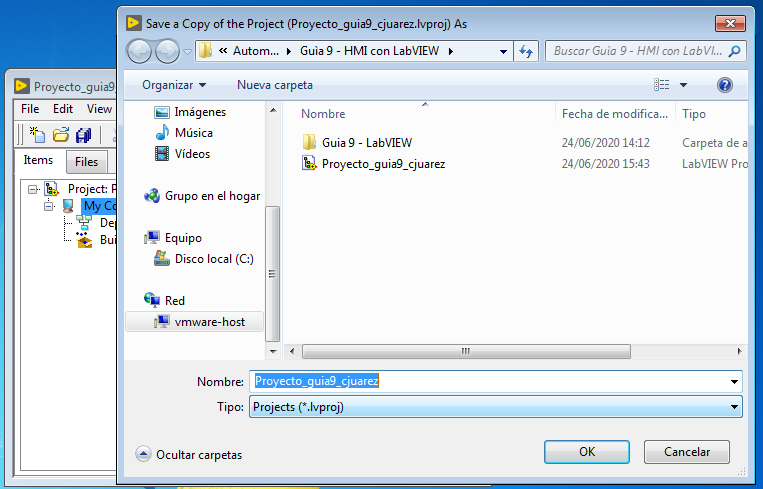 Save a Copy of the Project (Proyecto_guia9_cjuarez.lvproj) As
« Autom... ▸ Guia 9 - HMI con LabVIEW ▸
Buscar Guia 9 - HMI con LabVI...
Organizar
Nueva carpeta
Imágenes
Música
Vídeos
Grupo en el hogar
Equipo
Disco local (C:)
Red
vmware-host
Nombre
Fecha de modifica...
Tipo
Guia 9 - LabVIEW
24/06/2020 14:12
Carpeta de a
Proyecto_guia9_cjuarez
24/06/2020 15:43
LabVIEW Pro
Nombre:
Proyecto_guia9_cjuarez
Tipo:
Projects (*.lvproj)
Ocultar carpetas
OK
Cancelar
Proyecto_guia9
File Edit View
Items
Files
Project: P
My Co
Dep
Bui